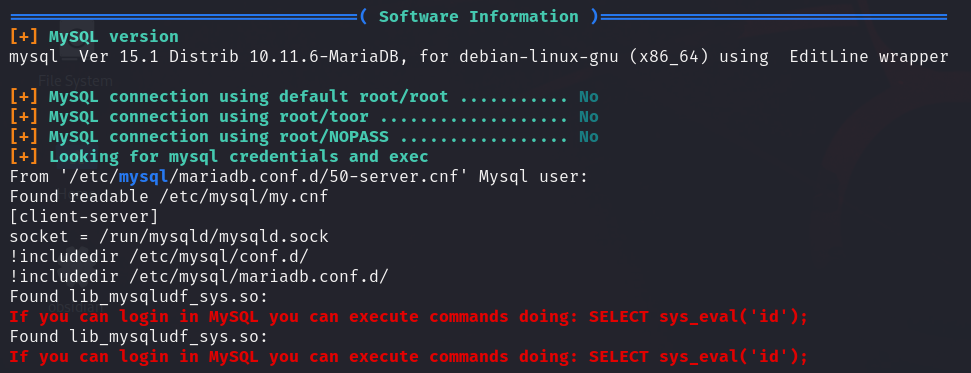 ═══════════════════════════════════( Software Information )═══════════════════════════════════
[+] MySQL version
mysql  Ver 15.1 Distrib 10.11.6-MariaDB, for debian-linux-gnu (x86_64) using  EditLine wrapper
[+] MySQL connection using default root/root ........... No
[+] MySQL connection using root/toor ................... No
[+] MySQL connection using root/NOPASS ................. No
[+] Looking for mysql credentials and exec
From '/etc/mysql/mariadb.conf.d/50-server.cnf' Mysql user:
Found readable /etc/mysql/my.cnf
[client-server]
socket = /run/mysqld/mysqld.sock
!includedir /etc/mysql/conf.d/
!includedir /etc/mysql/mariadb.conf.d/
Found lib_mysqludf_sys.so:
If you can login in MySQL you can execute commands doing: SELECT sys_eval('id');
Found lib_mysqludf_sys.so:
If you can login in MySQL you can execute commands doing: SELECT sys_eval('id');
File System